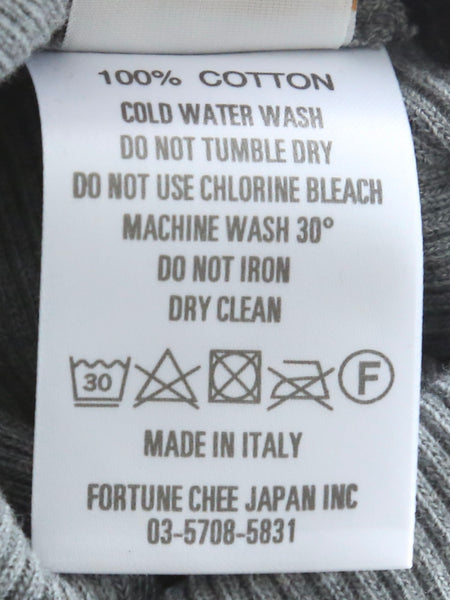 100% COTTON
COLD WATER WASH
DO NOT TUMBLE DRY
DO NOT USE CHLORINE BLEACH
MACHINE WASH 30°
DO NOT IRON
DRY CLEAN
30 F
MADE IN ITALY
FORTUNE CHEE JAPAN INC
03-5708-5831